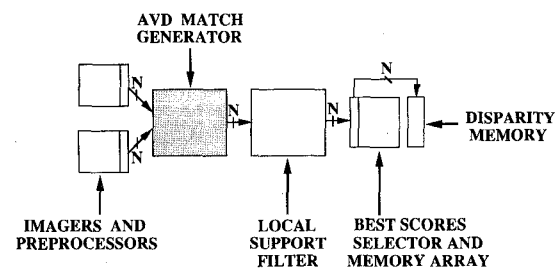 AVD MATCH
GENERATOR
N
N
N
N
N
DISPARITY
MEMORY
IMAGERS AND
PREPROCESSORS
LOCAL
SUPPORT
FILTER
BEST SCORES
SELECTOR AND
MEMORY ARRAY